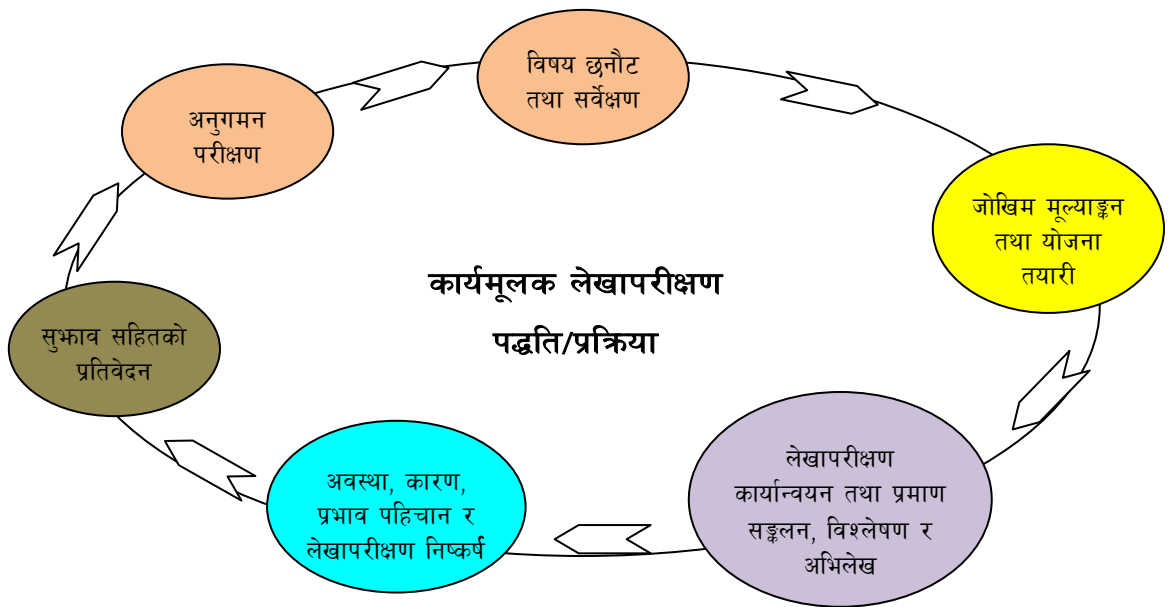 विषय छनौट
तथा सर्वेक्षण
अनुगमन
परीक्षण
जोखिम मूल्याङ्कन
तथा योजना
तयारी
कार्यमूलक लेखापरीक्षण
पद्धति/प्रक्रिया
सुझाव सहितको
प्रतिवेदन
अवस्था, कारण,
प्रभाव पहिचान र
लेखापरीक्षण निष्कर्ष
लेखापरीक्षण
कार्यान्वयन तथा प्रमाण
सङ्कलन, विश्लेषण र
अभिलेख